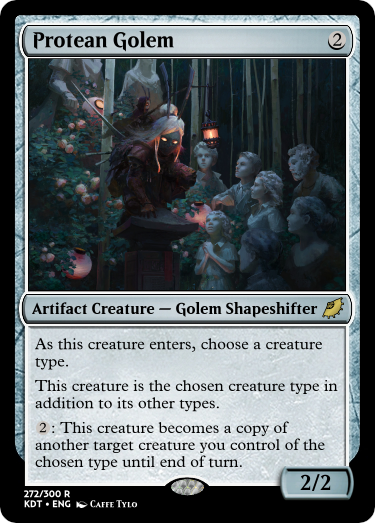 Protean Golem 2
Artifact Creature — Golem Shapeshifter
As this creature enters, choose a creature
type.
This creature is the chosen creature type in
addition to its other types.
2 : This creature becomes a copy of
another target creature you control of the
chosen type until end of turn.
2/2
272/300 R
KDT • ENG Caffe Tylo